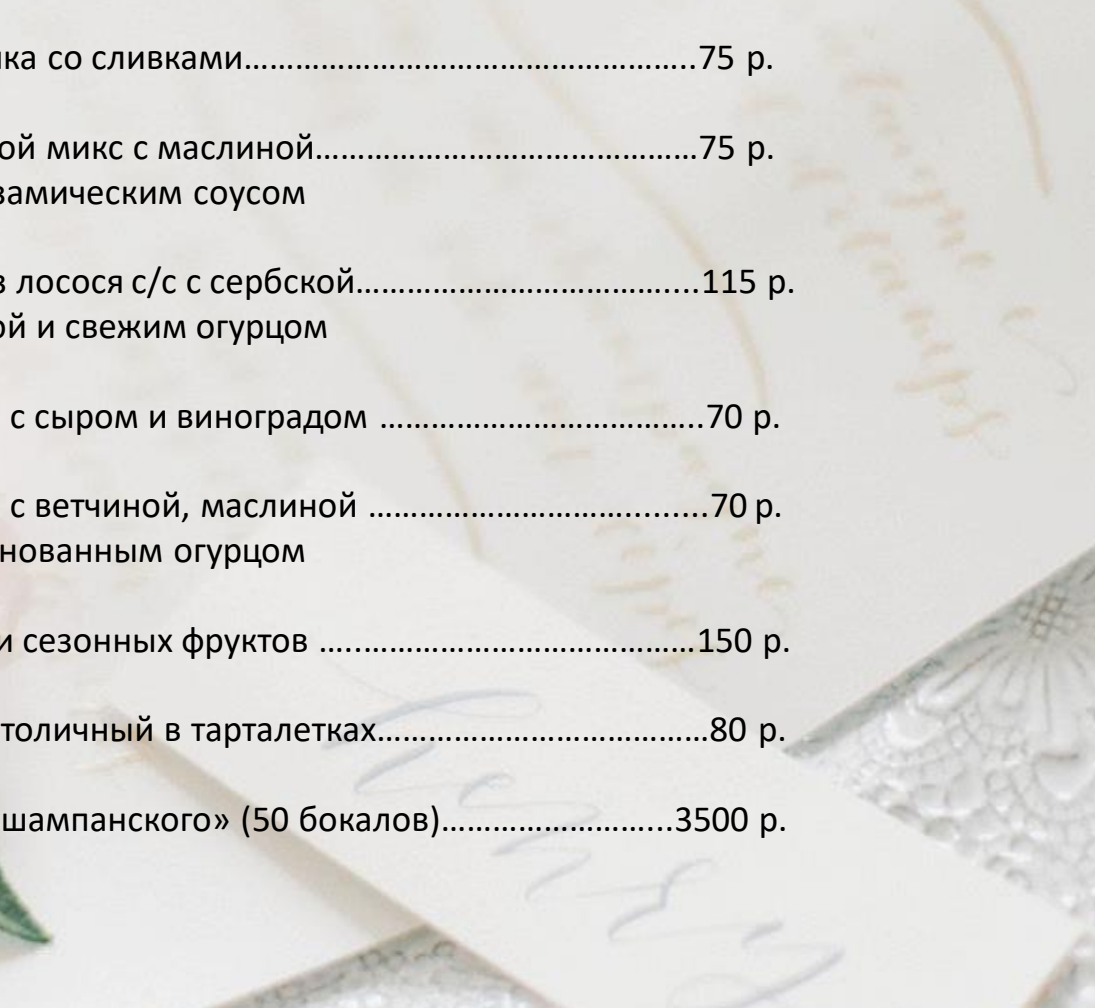 ка со сливками……………………………………………..75 р.
ой микс с маслиной………………………………………75 р.
замическим соусом
лосося с/с с сербской………………………………....115 р.
ой и свежим огурцом
с сыром и виноградом ………………………………..70 р.
с ветчиной, маслиной …………………………........70 р.
нованным огурцом
и сезонных фруктов …..………………………………….150 р.
толичный в тарталетках…………………………………80 р.
шампанского» (50 бокалов)……………………...3500 р.